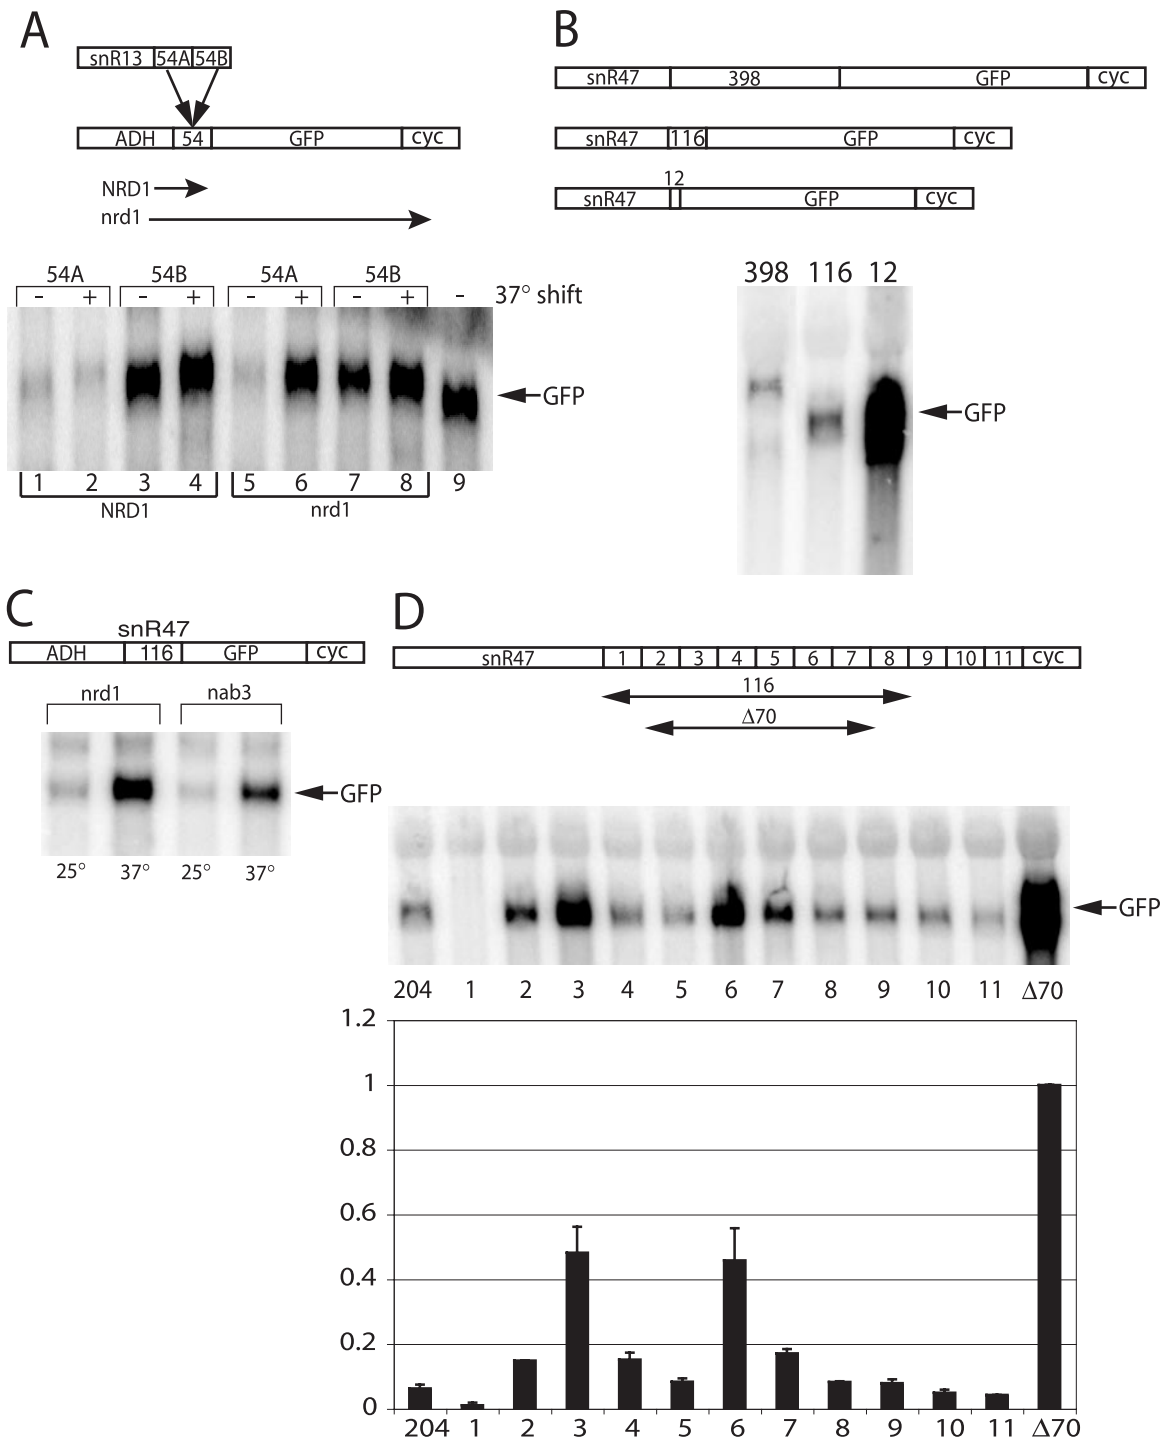 A
snR13 54A 54B
ADH 54 GFP cyc
NRD1
nrd1
54A 54B 54A 54B
- + - + - + - + - 37° shift
GFP
1 2 3 4 5 6 7 8 9
NRD1 nrd1
B
snR47 398 GFP cyc
snR47 116 GFP cyc
12
snR47 GFP cyc
398 116 12
GFP
C
snR47
ADH 116 GFP cyc
nrd1 nab3
GFP
25° 37° 25° 37°
D
snR47 1 2 3 4 5 6 7 8 9 10 11 cyc
116
Δ70
GFP
204 1 2 3 4 5 6 7 8 9 10 11 Δ70
1.2
1
0.8
0.6
0.4
0.2
0
204 1 2 3 4 5 6 7 8 9 10 11 Δ70